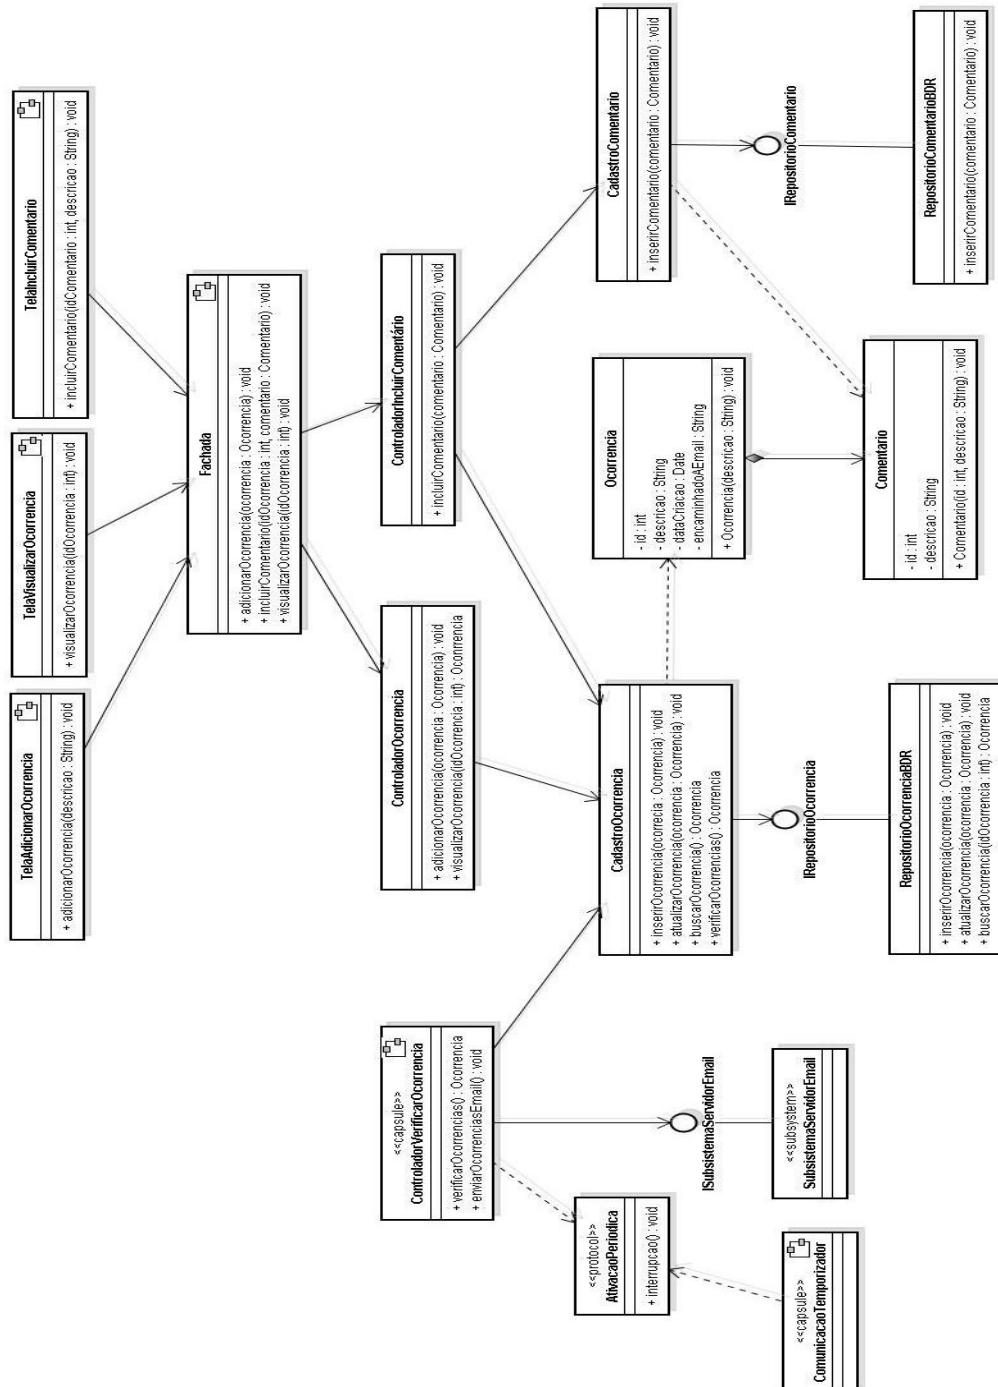 TelaAdicionarOcorrencia
+ adicionarOcorrencia(descricao : String) : void
TelaVisualizarOcorrencia
+ visualizarOcorrencia(idOcorrencia : int) : void
TelaIncluirComentario
+ incluirComentario(idComentario : int, descricao : String) : void
Fachada
+ adicionarOcorrencia(ocorrencia : Ocorrencia) : void
+ incluirComentario(idOcorrencia : int, comentario : Comentario) : void
+ visualizarOcorrencia(idOcorrencia : int) : void
<<capsule>>
ControladorVerificarOcorrencia
+ verificarOcorrencias() : Ocorrencia
+ enviarOcorrenciasEmail() : void
ControladorOcorrencia
+ adicionarOcorrencia(ocorrencia : Ocorrencia) : void
+ visualizarOcorrencia(idOcorrencia : int) : Oconrrencia
ControladorIncluirComentário
+ incluirComentario(comentario : Comentario) : void
<<protocol>>
AtivacaoPeriodica
+ interrupcao() : void
ISubsistemaServidorEmail
CadastroOcorrencia
+ inserirOcorrencia(ocorrecia : Ocorrencia) : void
+ atualizarOcorrencia(ocorrencia : Ocorrencia) : void
+ buscarOcorrencia() : Ocorrencia
+ verificarOcorrencias() : Ocorrencia
Ocorrencia
- id : int
- descricao : String
- dataCriacao : Date
- encaminhadoAEmail : String
+ Ocorrencia(descricao : String) : void
CadastroComentario
+ inserirComentario(comentario : Comentario) : void
<<capsule>>
ComunicacaoTemporizador
<<subsystem>>
SubsistemaServidorEmail
IRepositorioOcorrencia
IRepositorioComentario
RepositorioOcorrenciaBDR
+ inserirOcorrencia(ocorrencia : Ocorrencia) : void
+ atualizarOcorrencia(ocorrencia : Ocorrencia) : void
+ buscarOcorrencia(idOcorrencia : int) : Ocorrencia
Comentario
- id : int
- descricao : String
+ Comentario(id : int, descricao : String) : void
RepositorioComentarioBDR
+ inserirComentario(comentario : Comentario) : void